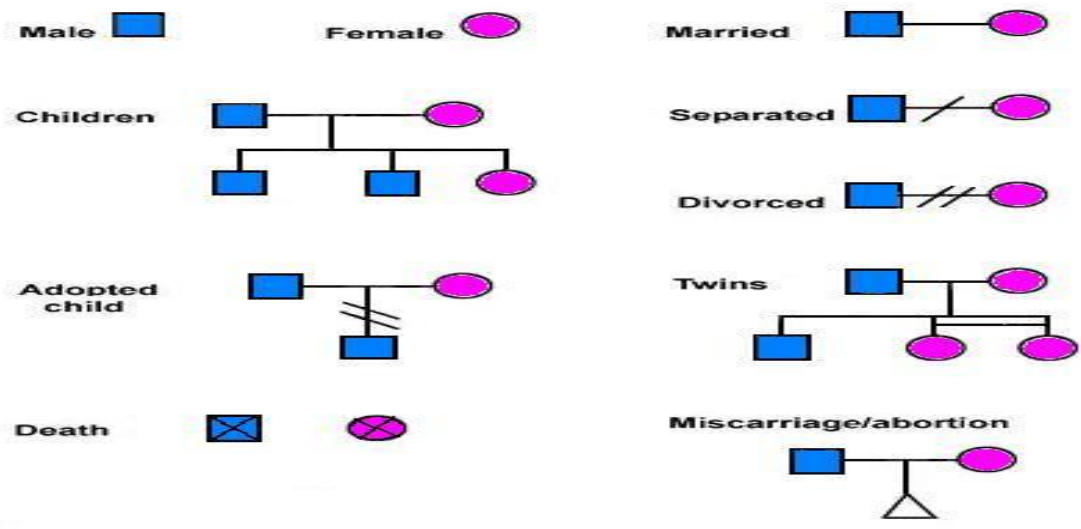 Male
Female
Married
Children
Separated
Divorced
Adopted
child
Twins
Death
Miscarriage/abortion